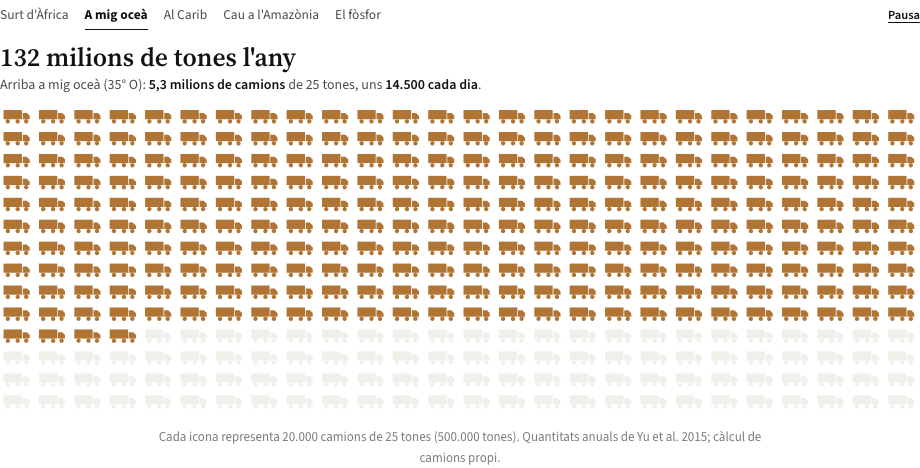 Surt d'Àfrica A mig oceà Al Carib Cau a l'Amazònia El fòsfor Pausa
132 milions de tones l'any
Arriba a mig oceà (35° O): 5,3 milions de camions de 25 tones, uns 14.500 cada dia.
Cada icona representa 20.000 camions de 25 tones (500.000 tones). Quantitats anuals de Yu et al. 2015; càlcul de
camions propi.